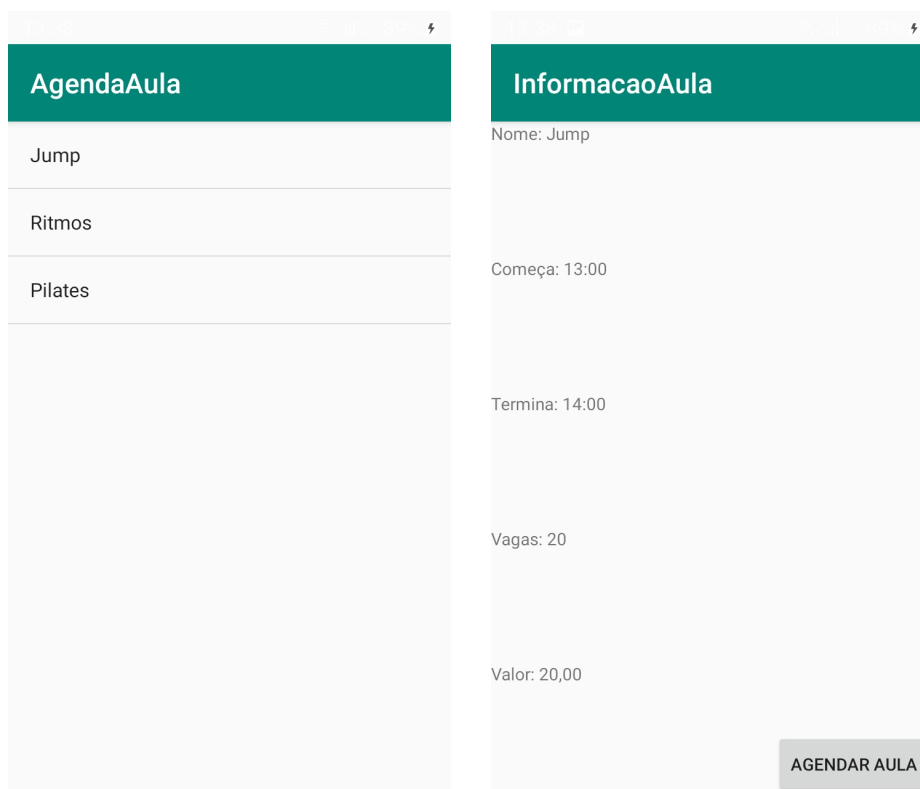 AgendaAula
Jump
Ritmos
Pilates
InformacaoAula
Nome: Jump
Começa: 13:00
Termina: 14:00
Vagas: 20
Valor: 20,00
AGENDAR AULA